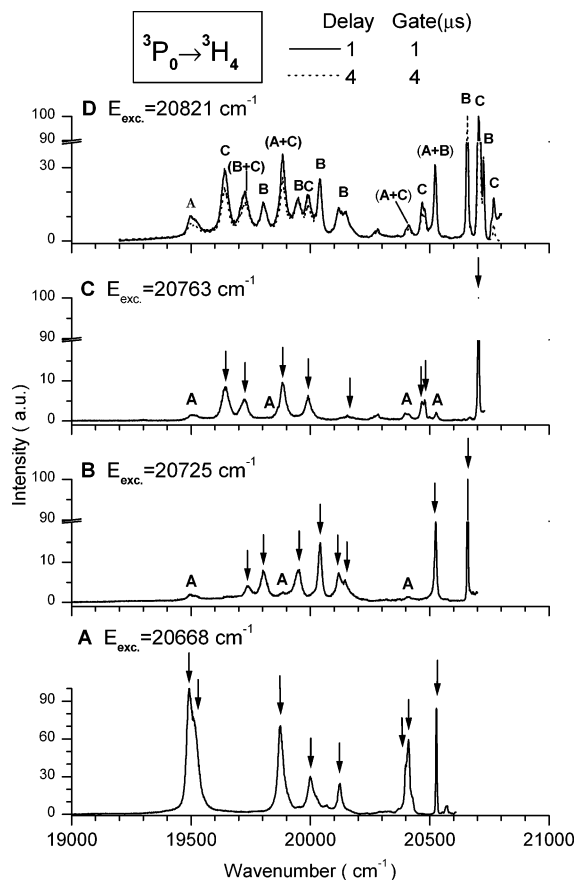 Delay Gate(μs)
³P₀→³H₄
1 1
4 4
D E_exc.=20821 cm⁻¹
100
90
30
0
A
C
(B+C)
B
(A+C)
B
C
B
B
(A+C)
C
(A+B)
B
C
B
C
C E_exc.=20763 cm⁻¹
100
90
10
0
A
A
A
A
B E_exc.=20725 cm⁻¹
100
90
10
0
A
A
A
A E_exc.=20668 cm⁻¹
90
60
30
0
Intensity ( a.u.)
19000 19500 20000 20500 21000
Wavenumber ( cm⁻¹)